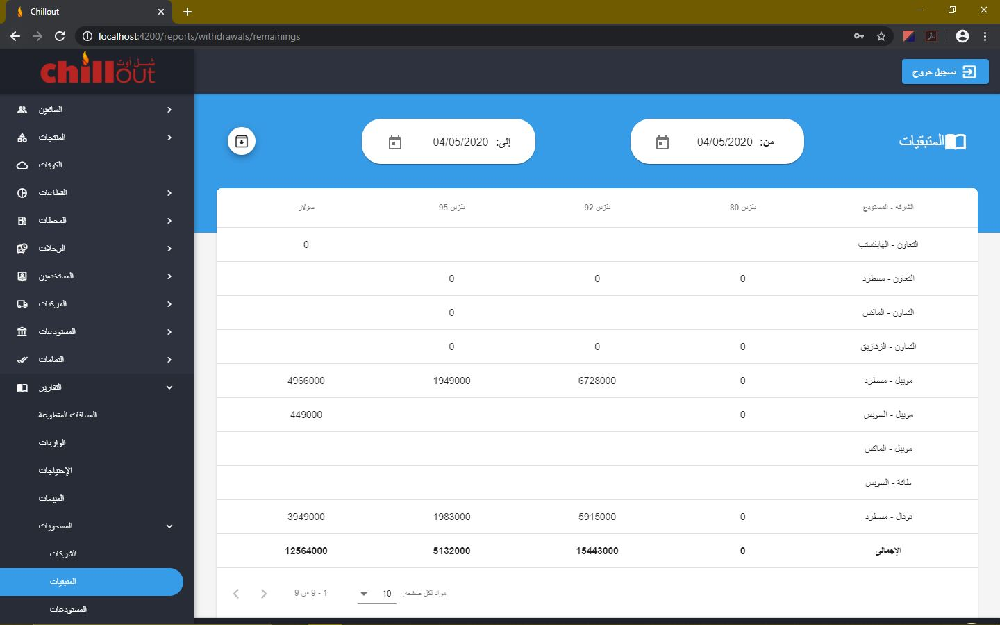 Chillout
localhost:4200/reports/withdrawals/remainings
شيل أوت
chillout
تسجيل خروج
السائقين
المنتجات
الكوتات
القطاعات
المحطات
الرحلات
المستخدمين
المركبات
المستودعات
التمامات
التقارير
المسافات المقطوعة
الواردات
الإحتياجات
المبيعات
المسحوبات
الشركات
المتبقيات
المستودعات
المتبقيات
من: 04/05/2020
إلى: 04/05/2020
الشركه - المستودع بنزين 80 بنزين 92 بنزين 95 سولار
التعاون - الهايكستب 0
التعاون - مسطرد 0 0 0
التعاون - الماكس 0
التعاون - الزقازيق 0 0 0
موبيل - مسطرد 0 6728000 1949000 4966000
موبيل - السويس 0 449000
موبيل - الماكس
طاقة - السويس
توتال - مسطرد 0 5915000 1983000 3949000
الإجمالى 0 15443000 5132000 12564000
مواد لكل صفحه: 10 1 - 9 من 9